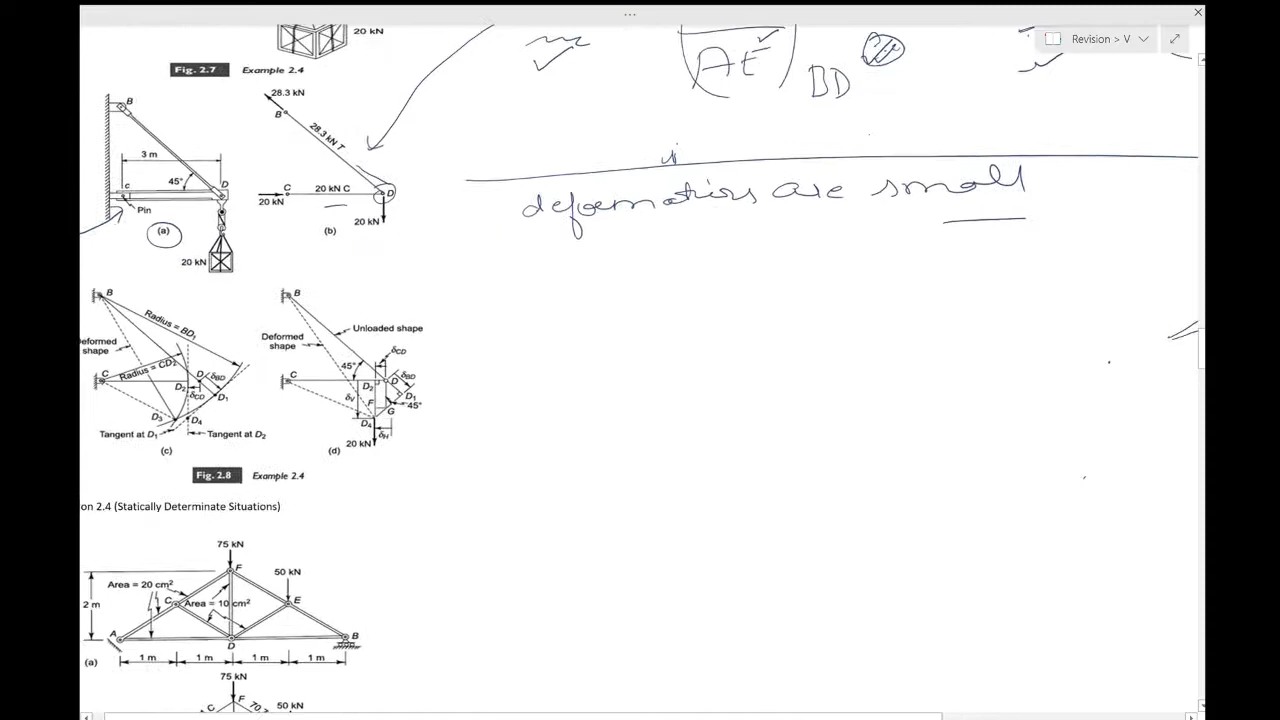 ...
Revision > V
20 kN
Fig. 2.7 Example 2.4
AE
BD
B
3 m
45°
C
D
Pin
(a)
20 kN
28.3 kN
B
28.3 kN T
C
20 kN C
D
20 kN
20 kN
(b)
deformations are small
B
Radius = BD1
eformed
shape
Radius = CD2
C
D
δBD
D2
δCD
D1
D3
D4
Tangent at D1
Tangent at D2
(c)
B
Unloaded shape
Deformed
shape
δCD
45°
C
D
δBD
D2
D1
δV
F
G
45°
D4
δH
20 kN
(d)
Fig. 2.8 Example 2.4
on 2.4 (Statically Determinate Situations)
75 kN
F
50 kN
Area = 20 cm²
C
Area = 10 cm²
E
2 m
A
D
B
(a)
1 m 1 m 1 m 1 m
75 kN
F
50 kN
C
70